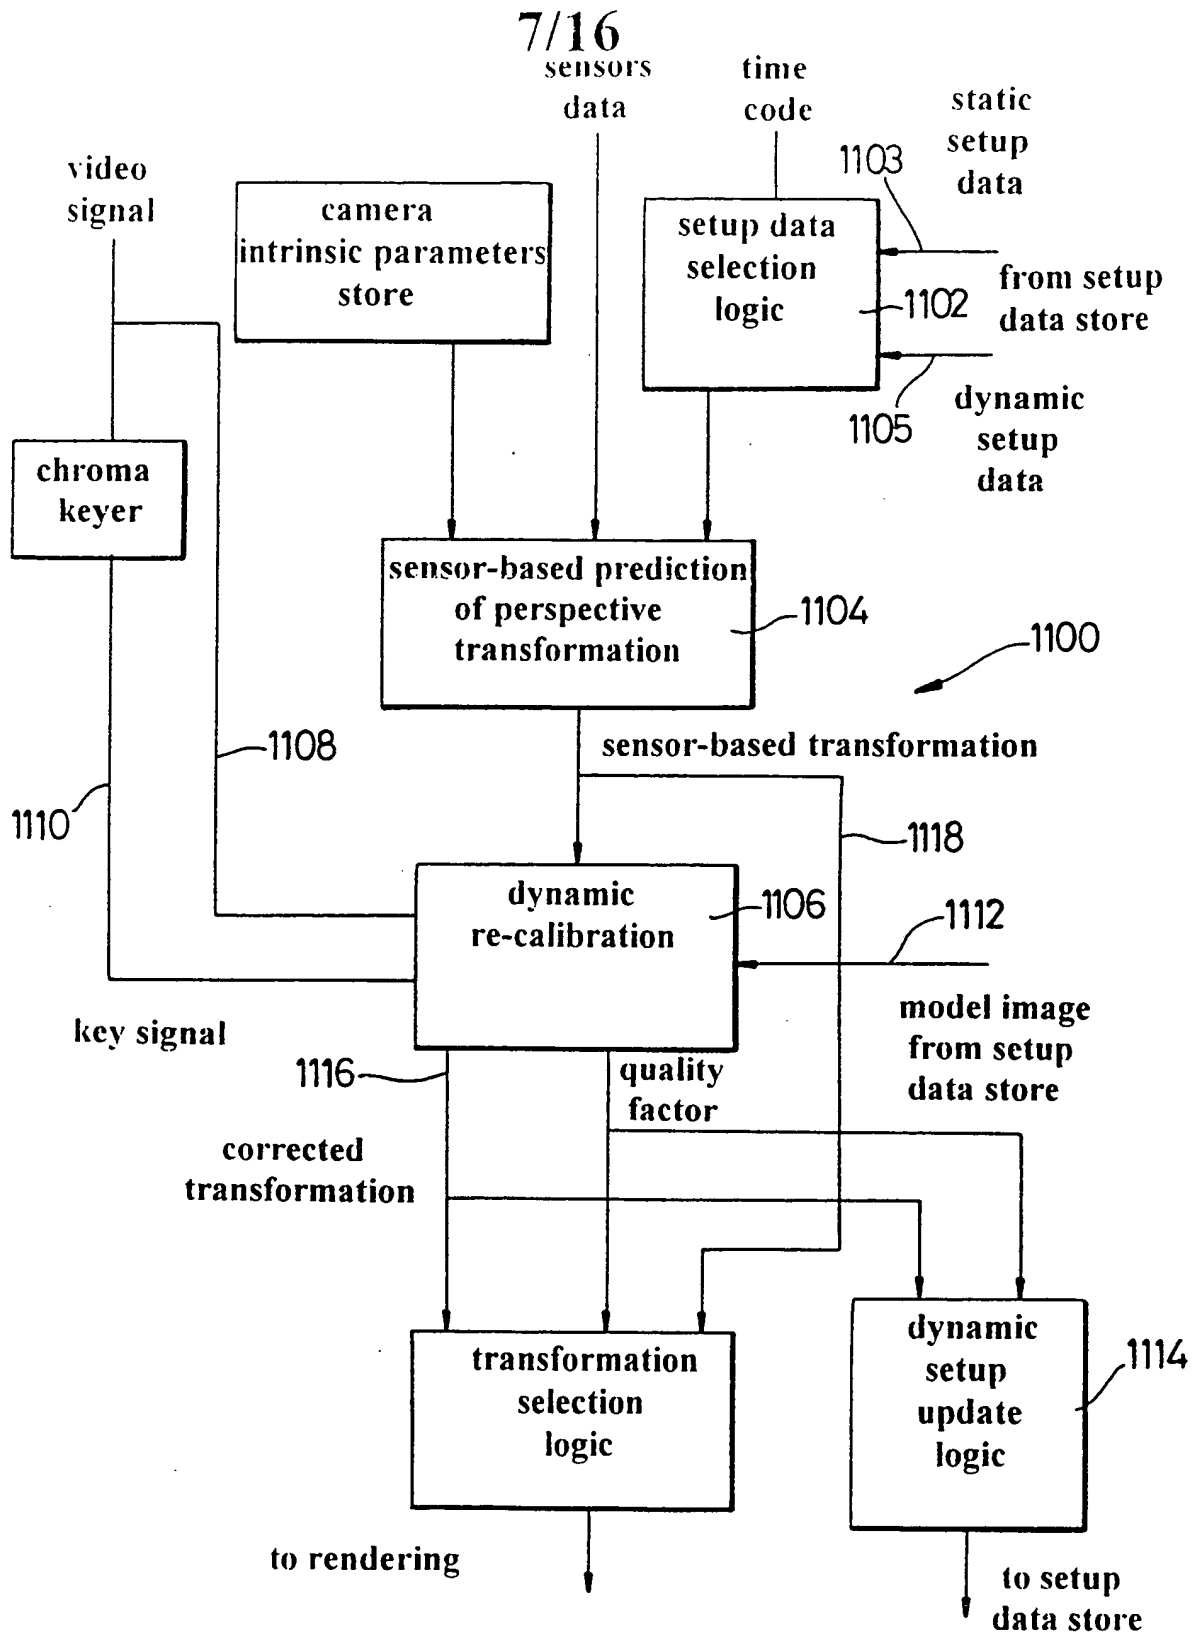 7/16
sensors
data
time
code
static
setup
data
1103
video
signal
camera
intrinsic parameters
store
setup data
selection
logic
1102
from setup
data store
1105
dynamic
setup
data
chroma
keyer
sensor-based prediction
of perspective
transformation
1104
1100
1108
sensor-based transformation
1110
1118
dynamic
re-calibration
1106
1112
model image
from setup
data store
key signal
1116
quality
factor
corrected
transformation
transformation
selection
logic
dynamic
setup
update
logic
1114
to rendering
to setup
data store